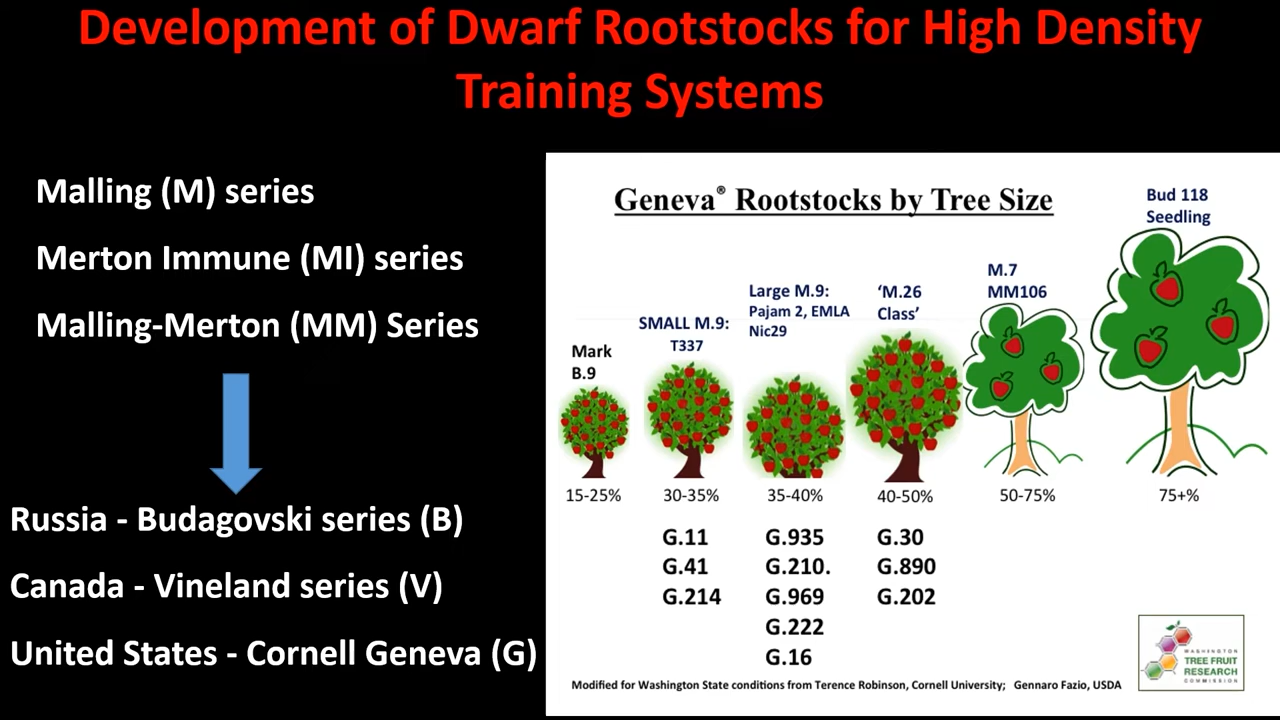 Development of Dwarf Rootstocks for High Density
Training Systems
Malling (M) series
Merton Immune (MI) series
Malling-Merton (MM) Series
Russia - Budagovski series (B)
Canada - Vineland series (V)
United States - Cornell Geneva (G)
Geneva® Rootstocks by Tree Size
Mark
B.9
15-25%
SMALL M.9:
T337
30-35%
G.11
G.41
G.214
Large M.9:
Pajam 2, EMLA
Nic29
35-40%
G.935
G.210.
G.969
G.222
G.16
‘M.26
Class’
40-50%
G.30
G.890
G.202
M.7
MM106
50-75%
Bud 118
Seedling
75+%
WASHINGTON
TREE FRUIT
RESEARCH
COMMISSION
Modified for Washington State conditions from Terence Robinson, Cornell University; Gennaro Fazio, USDA